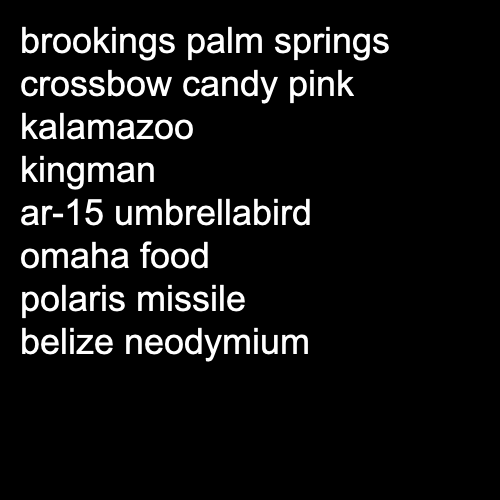 brookings palm springs
crossbow candy pink
kalamazoo
kingman
ar-15 umbrellabird
omaha food
polaris missile
belize neodymium